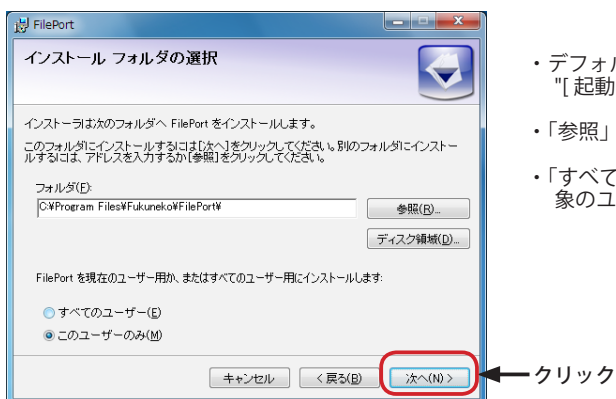 FilePort
インストール フォルダの選択
インストーラは次のフォルダへ FilePort をインストールします。
このフォルダにインストールするには[次へ]をクリックしてください。別のフォルダにインストー
ルするには、アドレスを入力するか[参照]をクリックしてください。
フォルダ(F):
C:¥Program Files¥Fukuneko¥FilePort¥
参照(R)...
ディスク領域(D)...
FilePort を現在のユーザー用か、またはすべてのユーザー用にインストールします:
すべてのユーザー(E)
このユーザーのみ(M)
キャンセル
< 戻る(B)
次へ(N) >
クリック
・デフォル
"[ 起動
・「参照」
・「すべて
象のユ